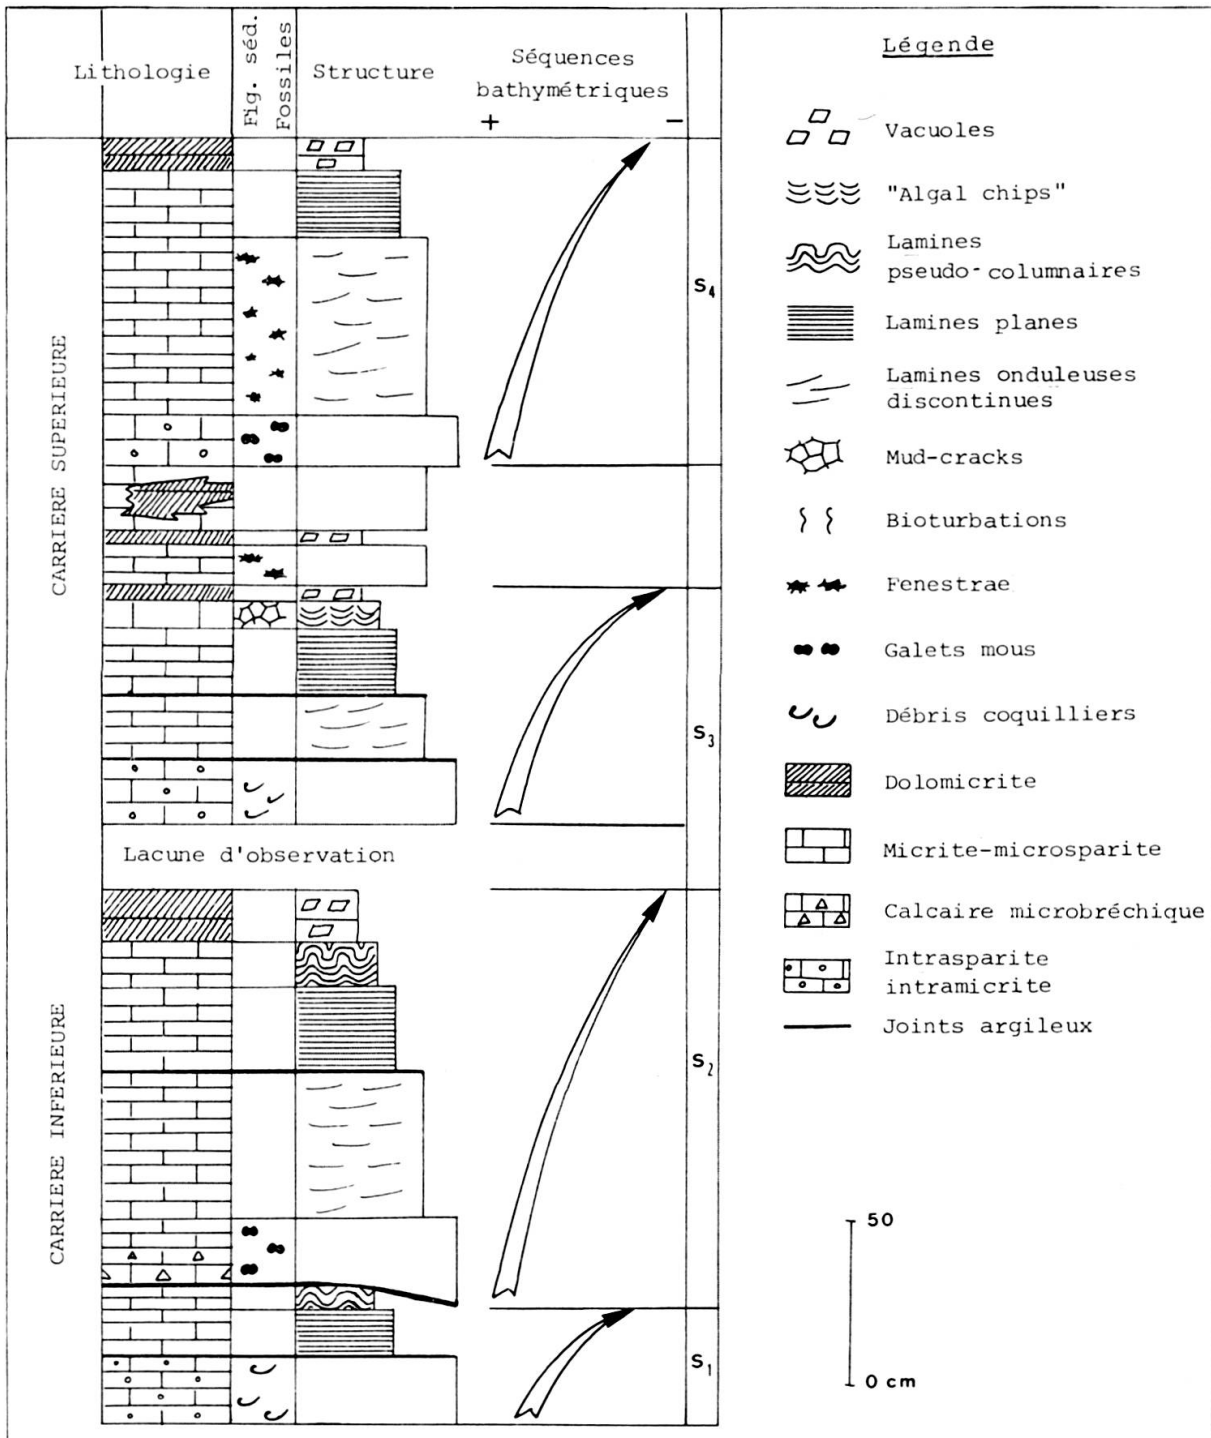 Lithologie
Fig. séd.
Fossiles
Structure
Séquences
bathymétriques
+ −
CARRIERE SUPERIEURE
S4
S3
Lacune d'observation
CARRIERE INFERIEURE
S2
S1
Légende
Vacuoles
"Algal chips"
Lamines
pseudo-columnaires
Lamines planes
Lamines onduleuses
discontinues
Mud-cracks
Bioturbations
Fenestrae
Galets mous
Débris coquilliers
Dolomicrite
Micrite-microsparite
Calcaire microbréchique
Intrasparite
intramicrite
Joints argileux
50
0 cm